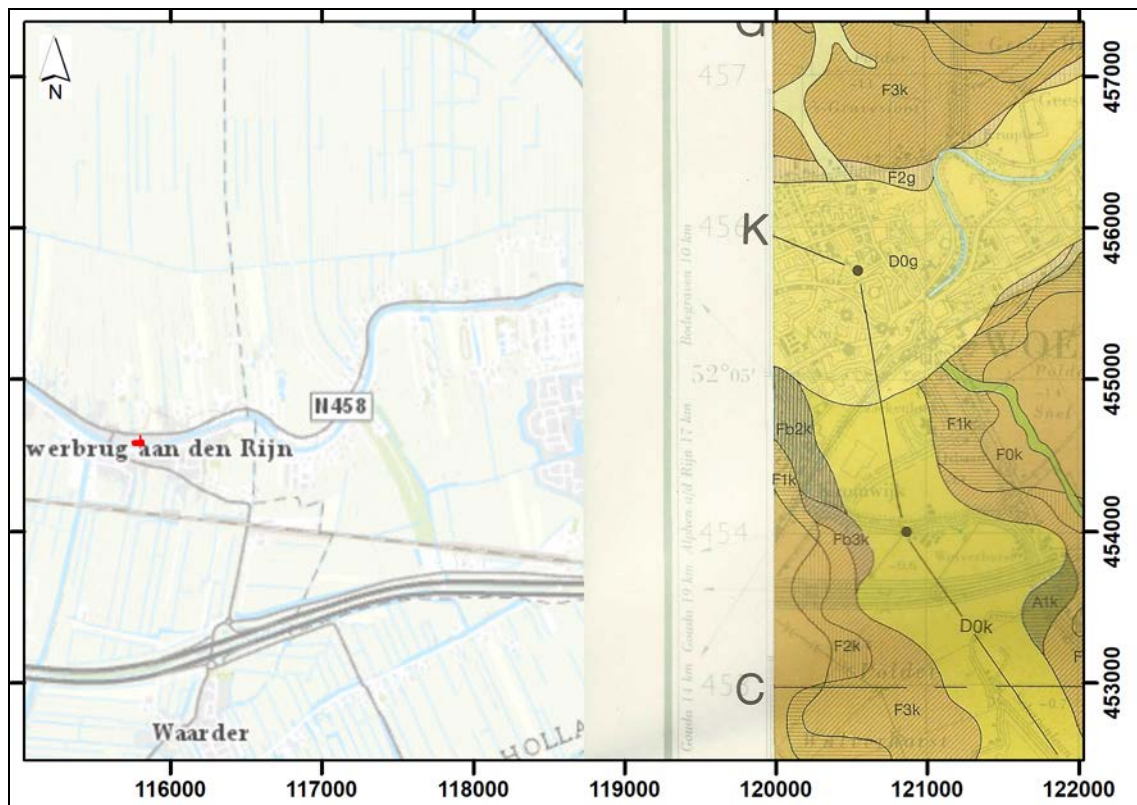 N
G
457
F3k
457000
F2g
456
K
D0g
456000
52°05'
WOE
455000
N458
werbrug aan den Rijn
Fb2k
F1k
F1k
F0k
454
Fb3k
454000
A1k
D0k
F2k
453
C
453000
F3k
Waarder
HOLLA
Bodegraven 10 km
Alphen a/d Rijn 17 km
Gouda 19 km
Gouda 14 km
116000 117000 118000 119000 120000 121000 122000